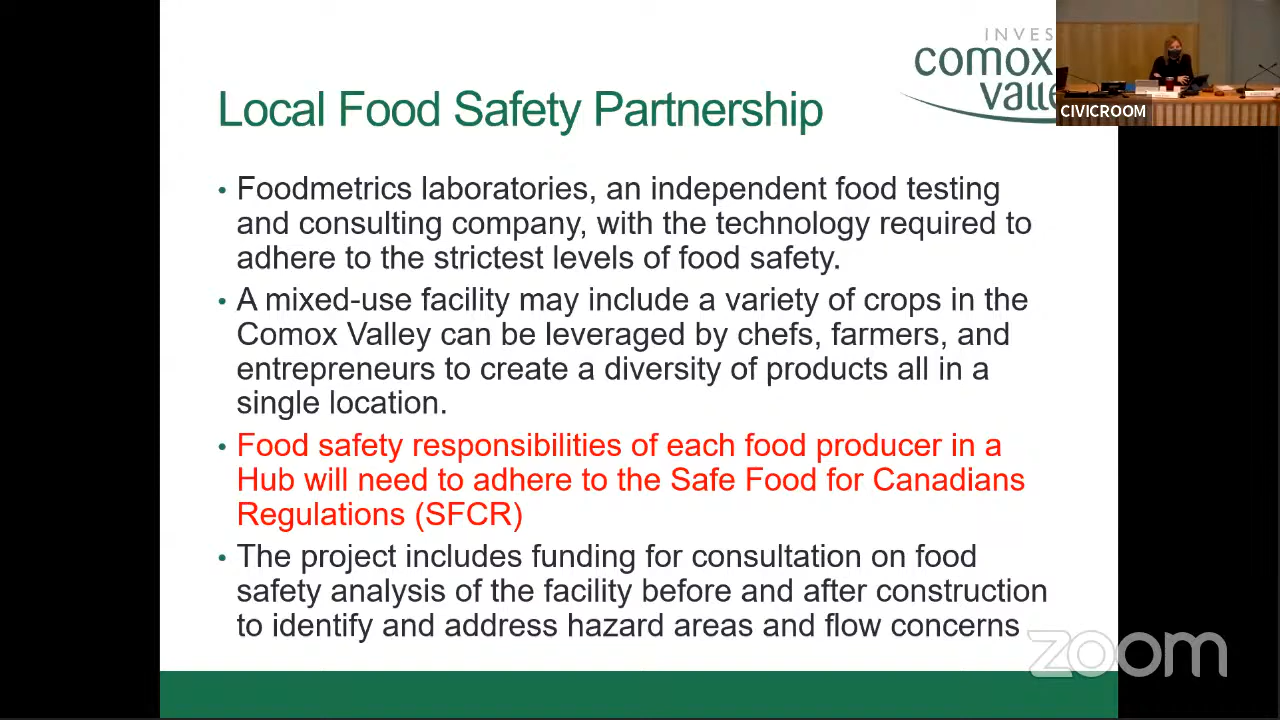 INVES
comox
valle
CIVICROOM
Local Food Safety Partnership
• Foodmetrics laboratories, an independent food testing
and consulting company, with the technology required to
adhere to the strictest levels of food safety.
• A mixed-use facility may include a variety of crops in the
Comox Valley can be leveraged by chefs, farmers, and
entrepreneurs to create a diversity of products all in a
single location.
• Food safety responsibilities of each food producer in a
Hub will need to adhere to the Safe Food for Canadians
Regulations (SFCR)
• The project includes funding for consultation on food
safety analysis of the facility before and after construction
to identify and address hazard areas and flow concerns
zoom